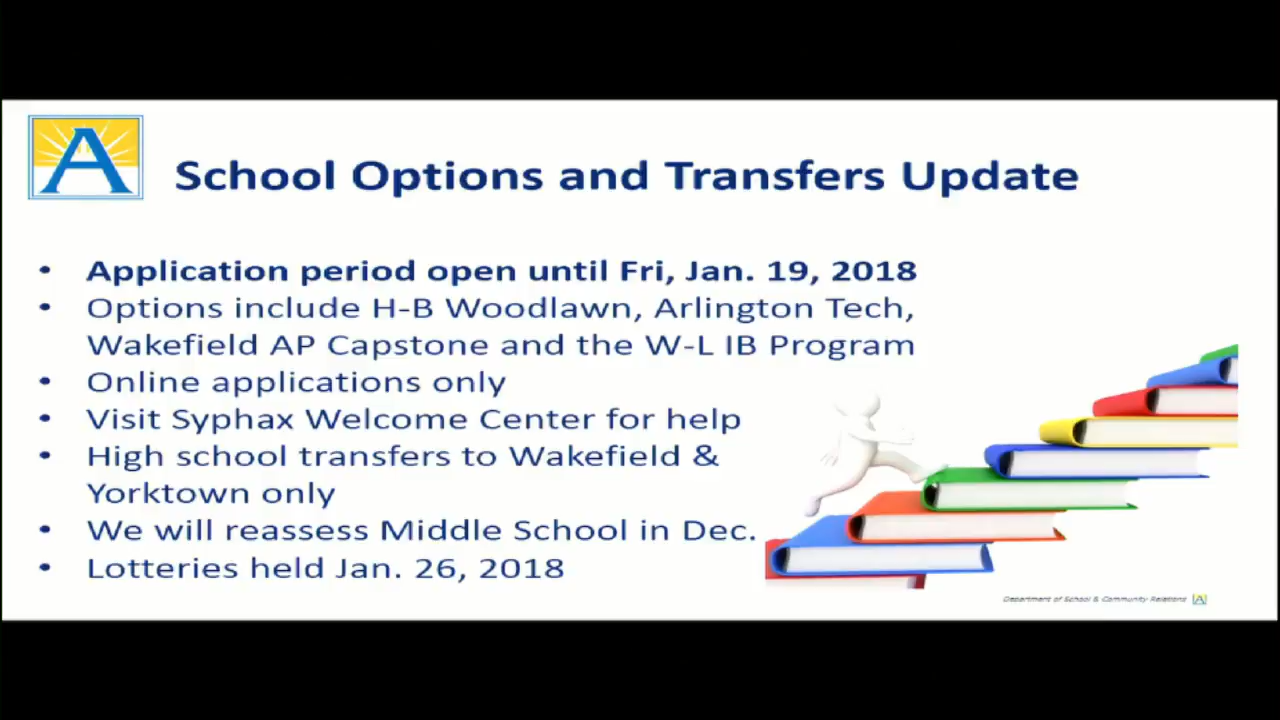 A
School Options and Transfers Update
• Application period open until Fri, Jan. 19, 2018
• Options include H-B Woodlawn, Arlington Tech,
Wakefield AP Capstone and the W-L IB Program
• Online applications only
• Visit Syphax Welcome Center for help
• High school transfers to Wakefield &
Yorktown only
• We will reassess Middle School in Dec.
• Lotteries held Jan. 26, 2018
Department of School & Community Relations A